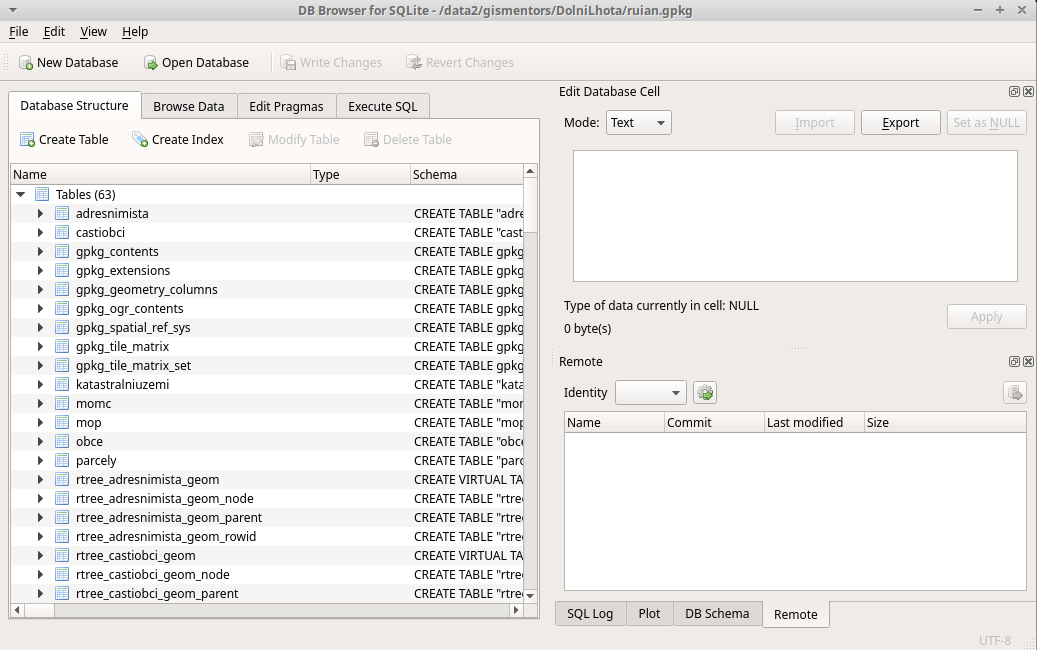 DB Browser for SQLite - /data2/gismentors/DolniLhota/ruian.gpkg
File Edit View Help
New Database Open Database Write Changes Revert Changes
Database Structure Browse Data Edit Pragmas Execute SQL
Create Table Create Index Modify Table Delete Table
Name Type Schema
Tables (63)
adresnimista CREATE TABLE "adre
castiobci CREATE TABLE "cast
gpkg_contents CREATE TABLE gpkg
gpkg_extensions CREATE TABLE gpkg
gpkg_geometry_columns CREATE TABLE gpkg
gpkg_ogr_contents CREATE TABLE gpkg
gpkg_spatial_ref_sys CREATE TABLE gpkg
gpkg_tile_matrix CREATE TABLE gpkg
gpkg_tile_matrix_set CREATE TABLE gpkg
katastralniuzemi CREATE TABLE "kata
momc CREATE TABLE "mom
mop CREATE TABLE "mop
obce CREATE TABLE "obce
parcely CREATE TABLE "parc
rtree_adresnimista_geom CREATE VIRTUAL TA
rtree_adresnimista_geom_node CREATE TABLE "rtree
rtree_adresnimista_geom_parent CREATE TABLE "rtree
rtree_adresnimista_geom_rowid CREATE TABLE "rtree
rtree_castiobci_geom CREATE VIRTUAL TA
rtree_castiobci_geom_node CREATE TABLE "rtree
rtree_castiobci_geom_parent CREATE TABLE "rtree
Edit Database Cell
Mode: Text Import Export Set as NULL
Type of data currently in cell: NULL
0 byte(s)
Apply
Remote
Identity
Name Commit Last modified Size
SQL Log Plot DB Schema Remote
UTF-8